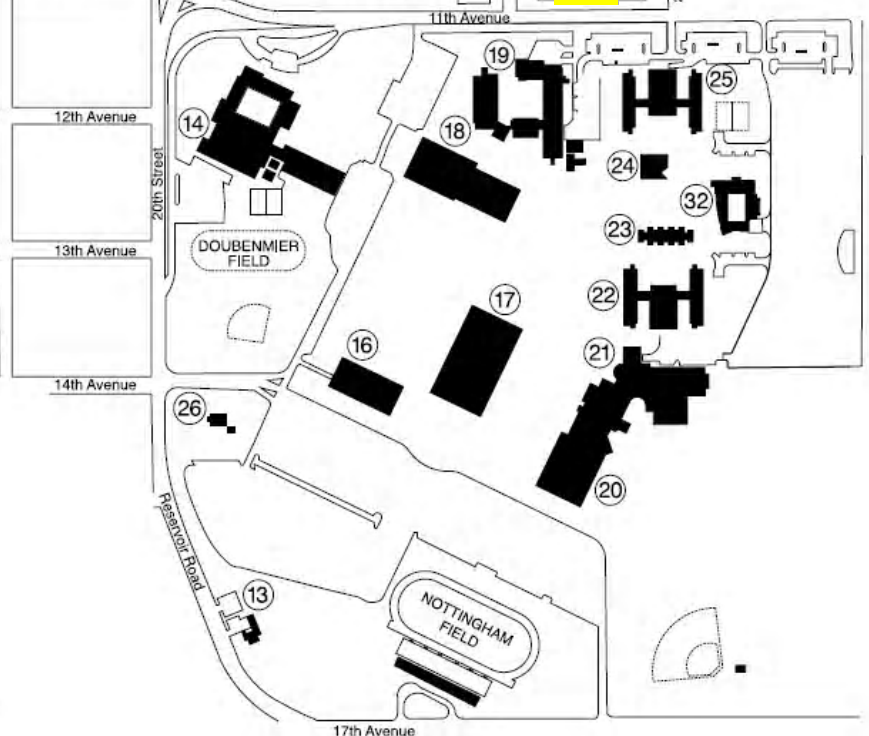 11th Avenue
19
25
12th Avenue
14
18
24
20th Street
32
23
13th Avenue
DOUBENMIER
FIELD
22
17
16
21
14th Avenue
26
20
Reservoir Road
13
NOTTINGHAM
FIELD
17th Avenue